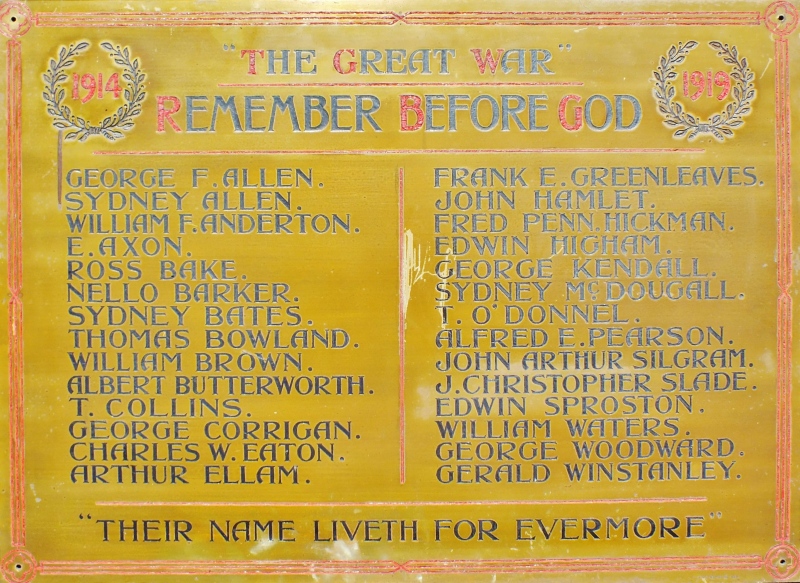 "THE GREAT WAR"
1914
1919
REMEMBER BEFORE GOD
GEORGE F. ALLEN.
SYDNEY ALLEN.
WILLIAM F. ANDERTON.
E. AXON.
ROSS BAKE.
NELLO BARKER.
SYDNEY BATES.
THOMAS BOWLAND.
WILLIAM BROWN.
ALBERT BUTTERWORTH.
T. COLLINS.
GEORGE CORRIGAN.
CHARLES W. EATON.
ARTHUR ELLAM.
FRANK E. GREENLEAVES.
JOHN HAMLET.
FRED PENN. HICKMAN.
EDWIN HIGHAM.
GEORGE KENDALL.
SYDNEY McDOUGALL.
T. O'DONNEL.
ALFRED E. PEARSON.
JOHN ARTHUR SILGRAM.
J. CHRISTOPHER SLADE.
EDWIN SPROSTON.
WILLIAM WATERS.
GEORGE WOODWARD.
GERALD WINSTANLEY.
"THEIR NAME LIVETH FOR EVERMORE"